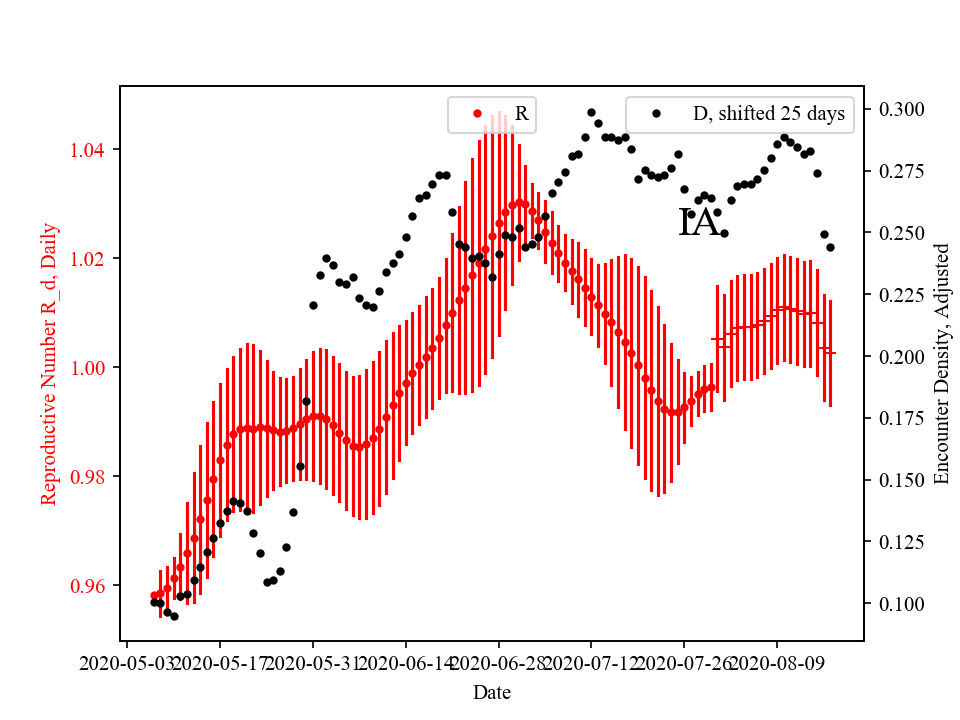 R
D, shifted 25 days
IA
Reproductive Number R_d, Daily
1.04
1.02
1.00
0.98
0.96
Encounter Density, Adjusted
0.300
0.275
0.250
0.225
0.200
0.175
0.150
0.125
0.100
2020-05-03 2020-05-17 2020-05-31 2020-06-14 2020-06-28 2020-07-12 2020-07-26 2020-08-09
Date